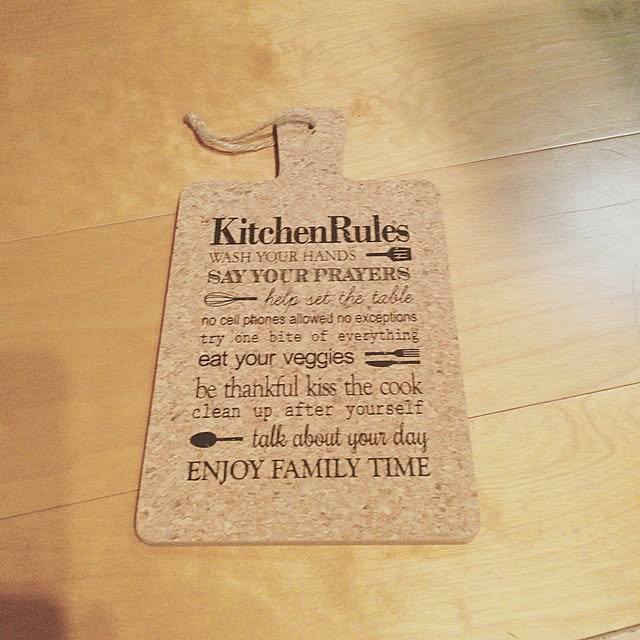 KitchenRules
WASH YOUR HANDS
SAY YOUR PRAYERS
help set the table
no cell phones allowed no exceptions
try one bite of everything
eat your veggies
be thankful kiss the cook
clean up after yourself
talk about your day
ENJOY FAMILY TIME